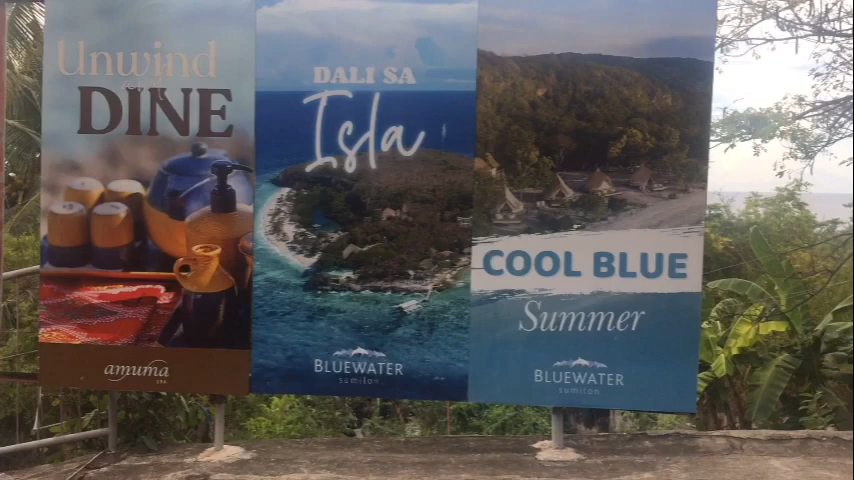 Unwind
&
DINE
amuma
SPA
DALI SA
Isla
BLUEWATER
sumilon
COOL BLUE
Summer
BLUEWATER
sumilon